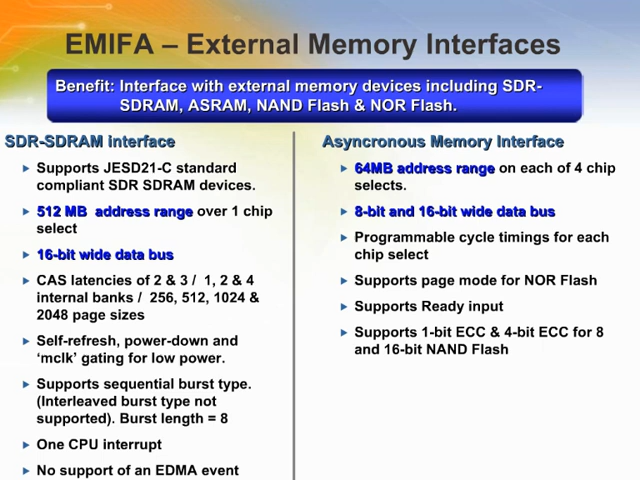 EMIFA – External Memory Interfaces
Benefit: Interface with external memory devices including SDR-
SDRAM, ASRAM, NAND Flash & NOR Flash.
SDR-SDRAM interface
Supports JESD21-C standard
compliant SDR SDRAM devices.
512 MB address range over 1 chip
select
16-bit wide data bus
CAS latencies of 2 & 3 / 1, 2 & 4
internal banks / 256, 512, 1024 &
2048 page sizes
Self-refresh, power-down and
‘mclk’ gating for low power.
Supports sequential burst type.
(Interleaved burst type not
supported). Burst length = 8
One CPU interrupt
No support of an EDMA event
Asyncronous Memory Interface
64MB address range on each of 4 chip
selects.
8-bit and 16-bit wide data bus
Programmable cycle timings for each
chip select
Supports page mode for NOR Flash
Supports Ready input
Supports 1-bit ECC & 4-bit ECC for 8
and 16-bit NAND Flash